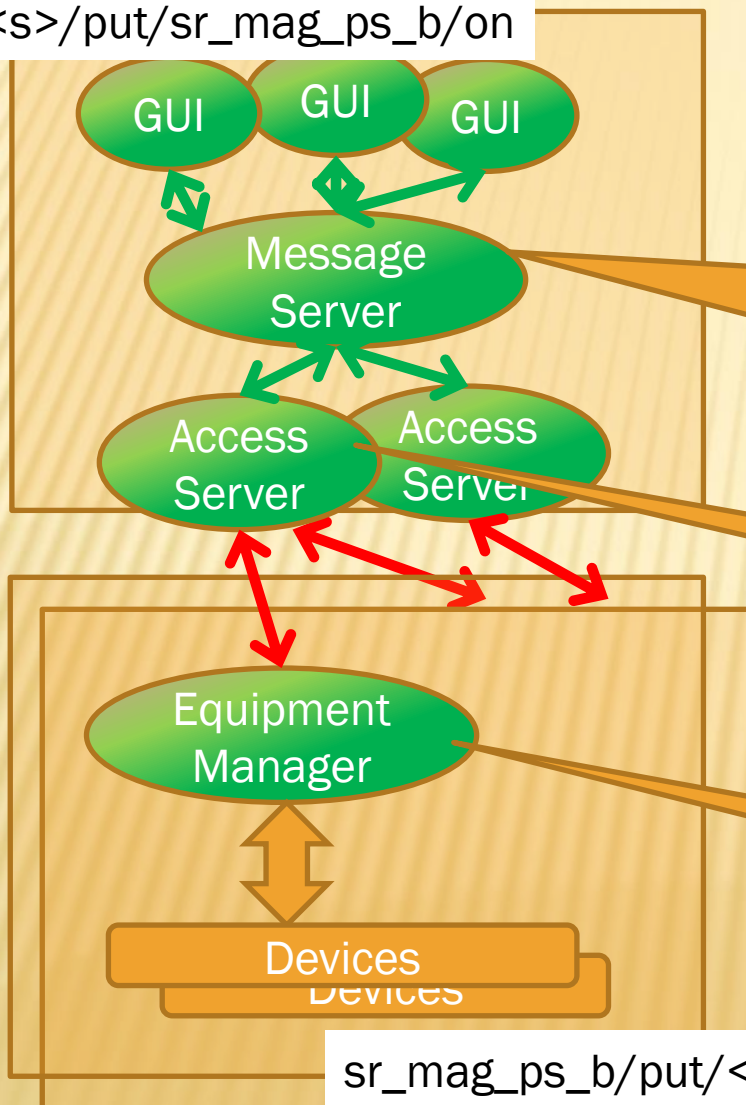 <s>/put/sr_mag_ps_b/on
GUI
GUI
GUI
Message
Server
Access
Server
Access
Server
Equipment
Manager
Devices
Devices
sr_mag_ps_b/put/<